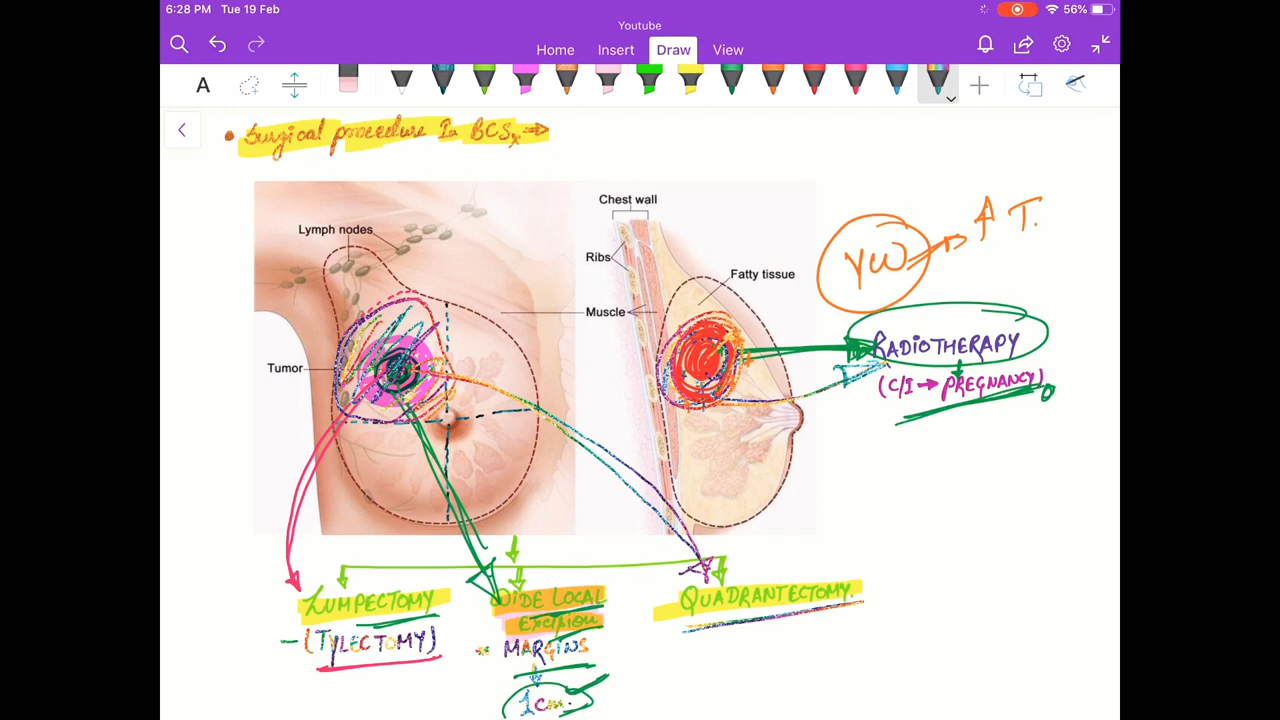 6:28 PM Tue 19 Feb
56%
Youtube
Home Insert Draw View
A
• Surgical procedure In BCSx →
Chest wall
Lymph nodes
Ribs
Fatty tissue
Muscle
Tumor
YW → ↑ T.
RADIOTHERAPY
(C/I → PREGNANCY)
LUMPECTOMY
WIDE LOCAL EXCISION
QUADRANTECTOMY.
- (TYLECTOMY)
* MARGINS
1cm.